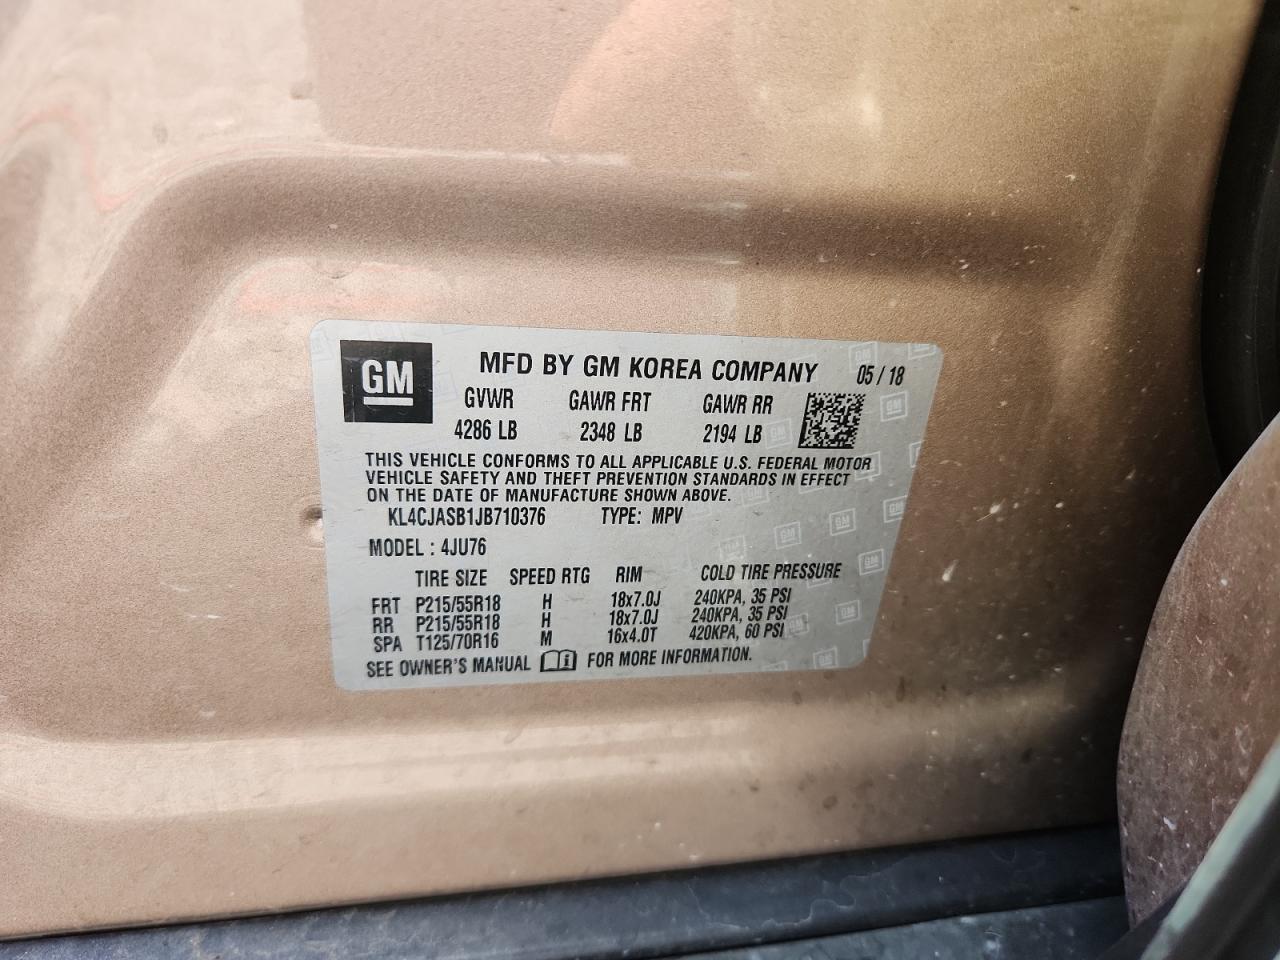 GM
MFD BY GM KOREA COMPANY 05 / 18
GVWR GAWR FRT GAWR RR
4286 LB 2348 LB 2194 LB
THIS VEHICLE CONFORMS TO ALL APPLICABLE U.S. FEDERAL MOTOR
VEHICLE SAFETY AND THEFT PREVENTION STANDARDS IN EFFECT
ON THE DATE OF MANUFACTURE SHOWN ABOVE.
KL4CJASB1JB710376 TYPE: MPV
MODEL : 4JU76
TIRE SIZE SPEED RTG RIM COLD TIRE PRESSURE
FRT P215/55R18 H 18x7.0J 240KPA, 35 PSI
RR P215/55R18 H 18x7.0J 240KPA, 35 PSI
SPA T125/70R16 M 16x4.0T 420KPA, 60 PSI
SEE OWNER'S MANUAL FOR MORE INFORMATION.